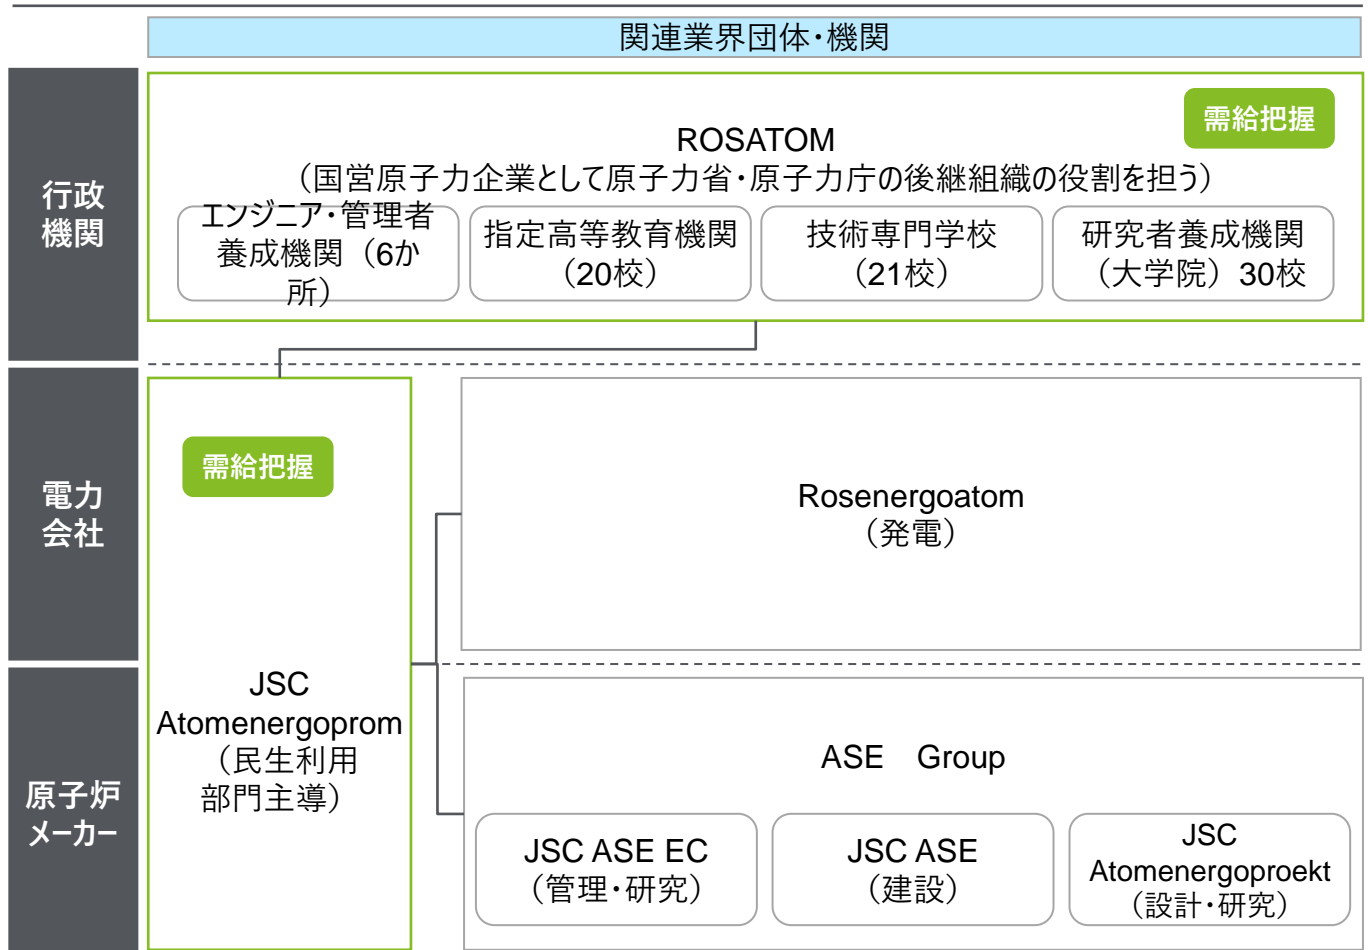 関連業界団体・機関
行政
機関
需給把握
ROSATOM
（国営原子力企業として原子力省・原子力庁の後継組織の役割を担う）
エンジニア・管理者
養成機関（6か
所）
指定高等教育機関
（20校）
技術専門学校
（21校）
研究者養成機関
（大学院）30校
電力
会社
需給把握
Rosenergoatom
（発電）
JSC
Atomenergoprom
（民生利用
部門主導）
原子炉
メーカー
ASE　Group
JSC ASE EC
（管理・研究）
JSC ASE
（建設）
JSC
Atomenergoproekt
（設計・研究）